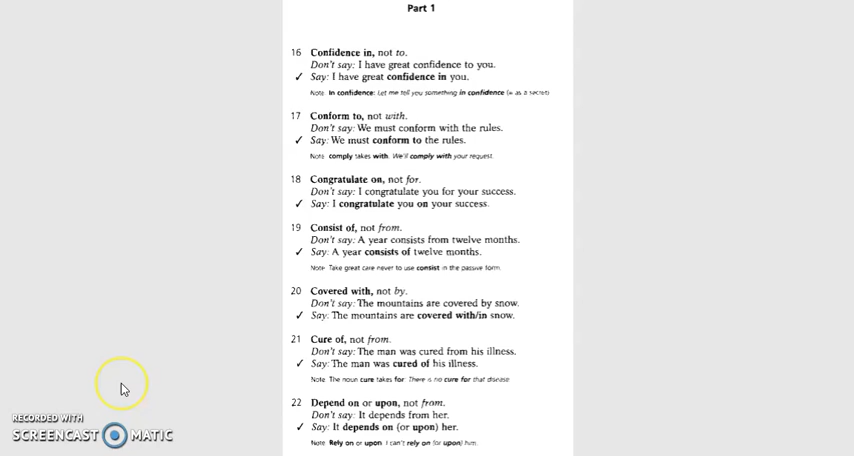 Part 1
16 Confidence in, not to.
Don't say: I have great confidence to you.
✓ Say: I have great confidence in you.
Note: In confidence: Let me tell you something in confidence (= as a secret)
17 Conform to, not with.
Don't say: We must conform with the rules.
✓ Say: We must conform to the rules.
Note: comply takes with. We'll comply with your request.
18 Congratulate on, not for.
Don't say: I congratulate you for your success.
✓ Say: I congratulate you on your success.
19 Consist of, not from.
Don't say: A year consists from twelve months.
✓ Say: A year consists of twelve months.
Note: Take great care never to use consist in the passive form.
20 Covered with, not by.
Don't say: The mountains are covered by snow.
✓ Say: The mountains are covered with/in snow.
21 Cure of, not from.
Don't say: The man was cured from his illness.
✓ Say: The man was cured of his illness.
Note: The noun cure takes for: There is no cure for that disease
22 Depend on or upon, not from.
Don't say: It depends from her.
✓ Say: It depends on (or upon) her.
Note: Rely on or upon I can't rely on (or upon) him.
RECORDED WITH
SCREENCAST MATIC